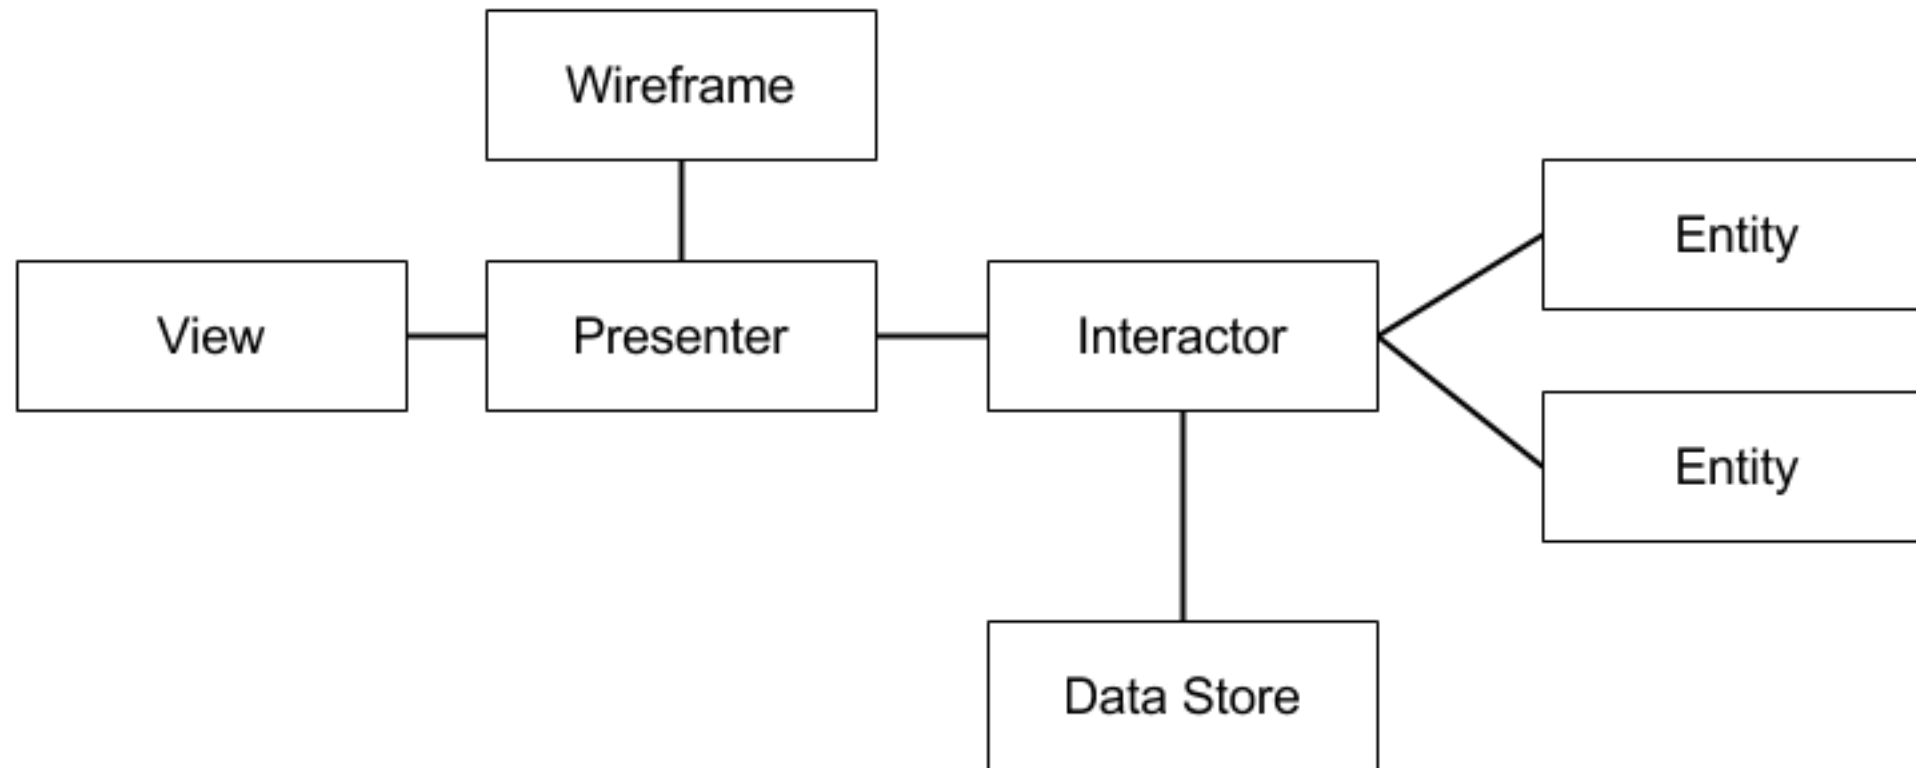 Wireframe
View
Presenter
Interactor
Entity
Entity
Data Store